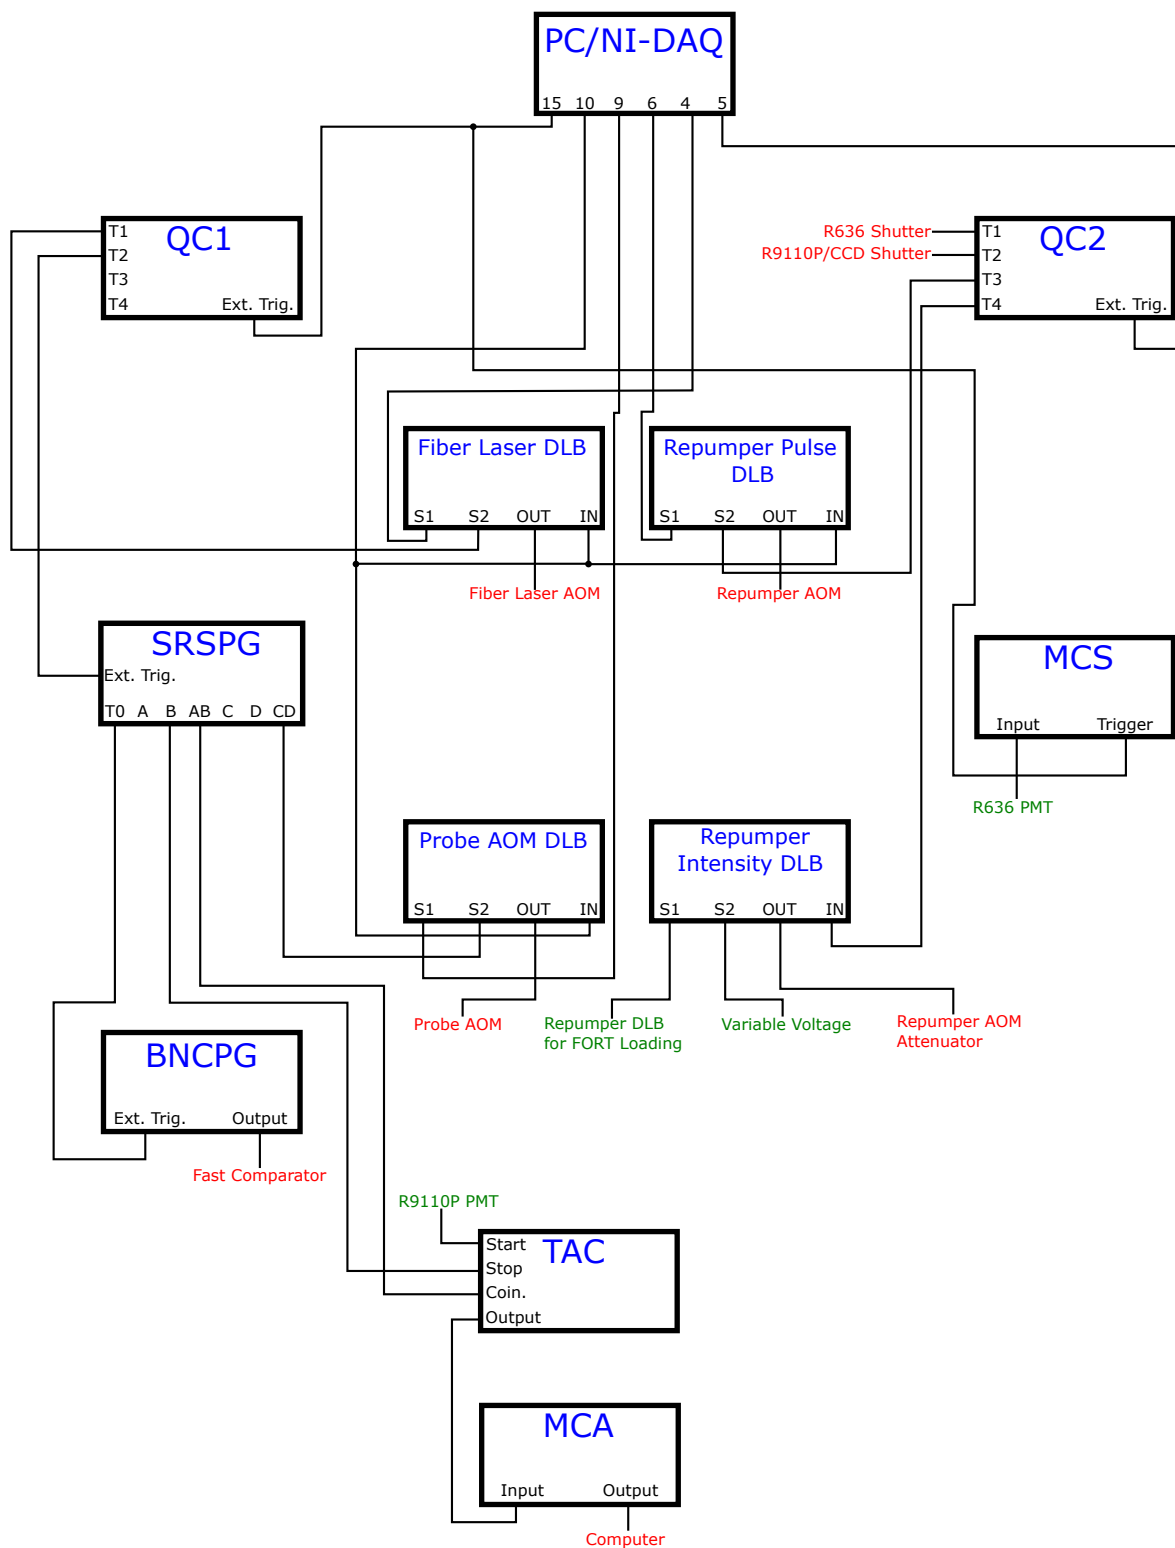 PC/NI-DAQ
15 10 9 6 4 5
QC1
T1
T2
T3
T4
Ext. Trig.
R636 Shutter
R9110P/CCD Shutter
QC2
T1
T2
T3
T4
Ext. Trig.
Fiber Laser DLB
S1 S2 OUT IN
Fiber Laser AOM
Repumper Pulse
DLB
S1 S2 OUT IN
Repumper AOM
SRSPG
Ext. Trig.
T0 A B AB C D CD
MCS
Input Trigger
R636 PMT
Probe AOM DLB
S1 S2 OUT IN
Probe AOM
Repumper
Intensity DLB
S1 S2 OUT IN
Repumper DLB
for FORT Loading
Variable Voltage
Repumper AOM
Attenuator
BNCPG
Ext. Trig. Output
Fast Comparator
R9110P PMT
TAC
Start
Stop
Coin.
Output
MCA
Input Output
Computer